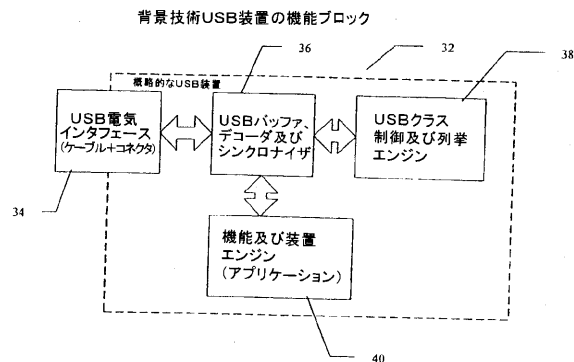 背景技術USB装置の機能ブロック
36
32
38
概略的なUSB装置
USB電気
インタフェース
(ケーブル+コネクタ)
USBバッファ、
デコーダ及び
シンクロナイザ
USBクラス
制御及び列挙
エンジン
34
機能及び装置
エンジン
(アプリケーション)
40